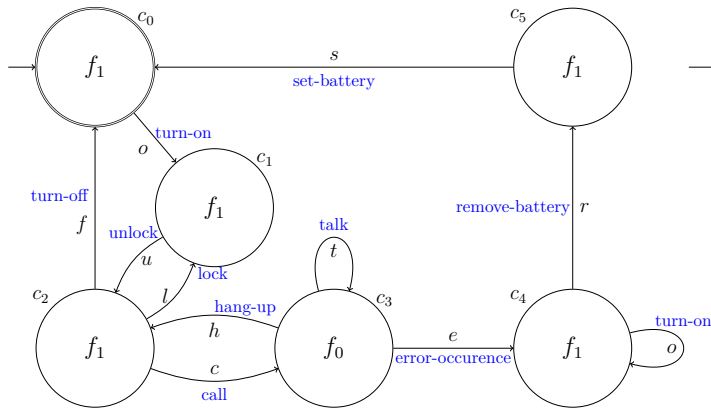 c0
c5
f1
s
f1
set-battery
turn-on
o
c1
f1
turn-off
f
unlock
u
remove-battery
r
talk
t
l
lock
c2
c3
c4
hang-up
h
turn-on
f1
f0
e
f1
o
error-occurence
c
call